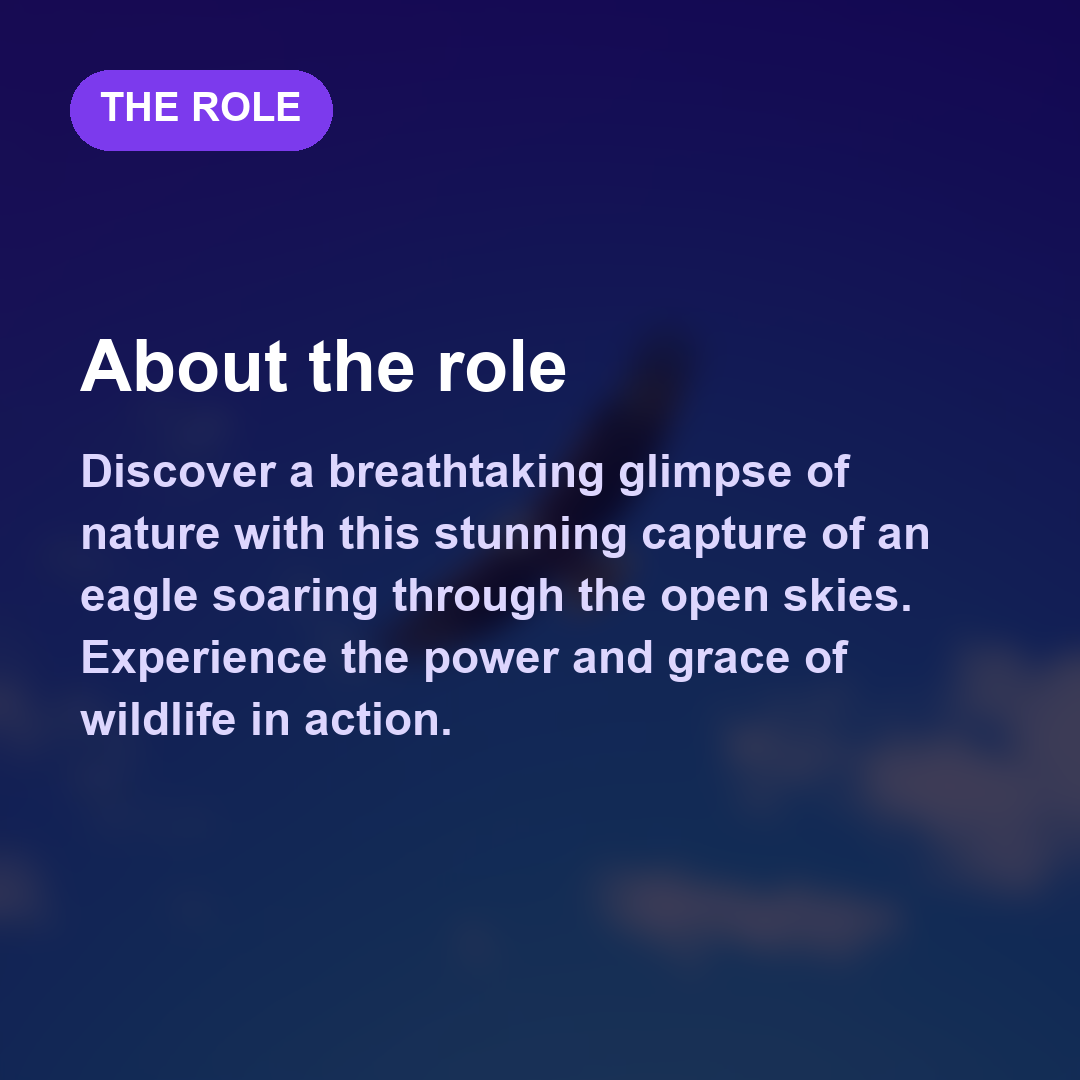 THE ROLE
About the role
Discover a breathtaking glimpse of
nature with this stunning capture of an
eagle soaring through the open skies.
Experience the power and grace of
wildlife in action.